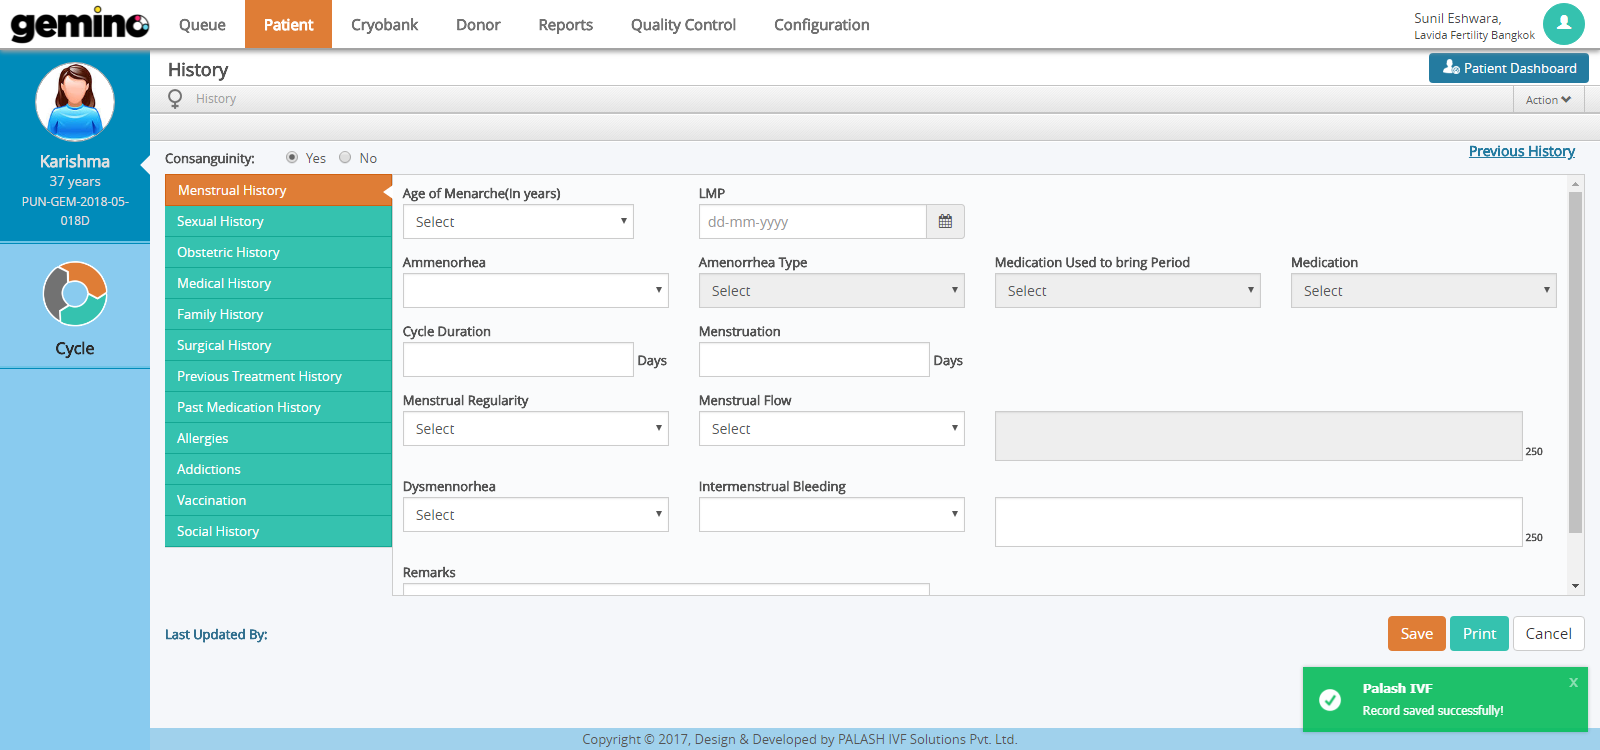 gemino
Queue
Patient
Cryobank
Donor
Reports
Quality Control
Configuration
Sunil Eshwara,
Lavida Fertility Bangkok
Karishma
37 years
PUN-GEM-2018-05-
018D
Cycle
History
Patient Dashboard
History
Action
Consanguinity:
Yes
No
Previous History
Menstrual History
Sexual History
Obstetric History
Medical History
Family History
Surgical History
Previous Treatment History
Past Medication History
Allergies
Addictions
Vaccination
Social History
Age of Menarche(In years)
LMP
Select
dd-mm-yyyy
Ammenorhea
Amenorrhea Type
Medication Used to bring Period
Medication
Select
Select
Select
Cycle Duration
Menstruation
Days
Days
Menstrual Regularity
Menstrual Flow
Select
Select
250
Dysmennorhea
Intermenstrual Bleeding
Select
250
Remarks
Last Updated By:
Save
Print
Cancel
Palash IVF
x
Record saved successfully!
Copyright © 2017, Design & Developed by PALASH IVF Solutions Pvt. Ltd.